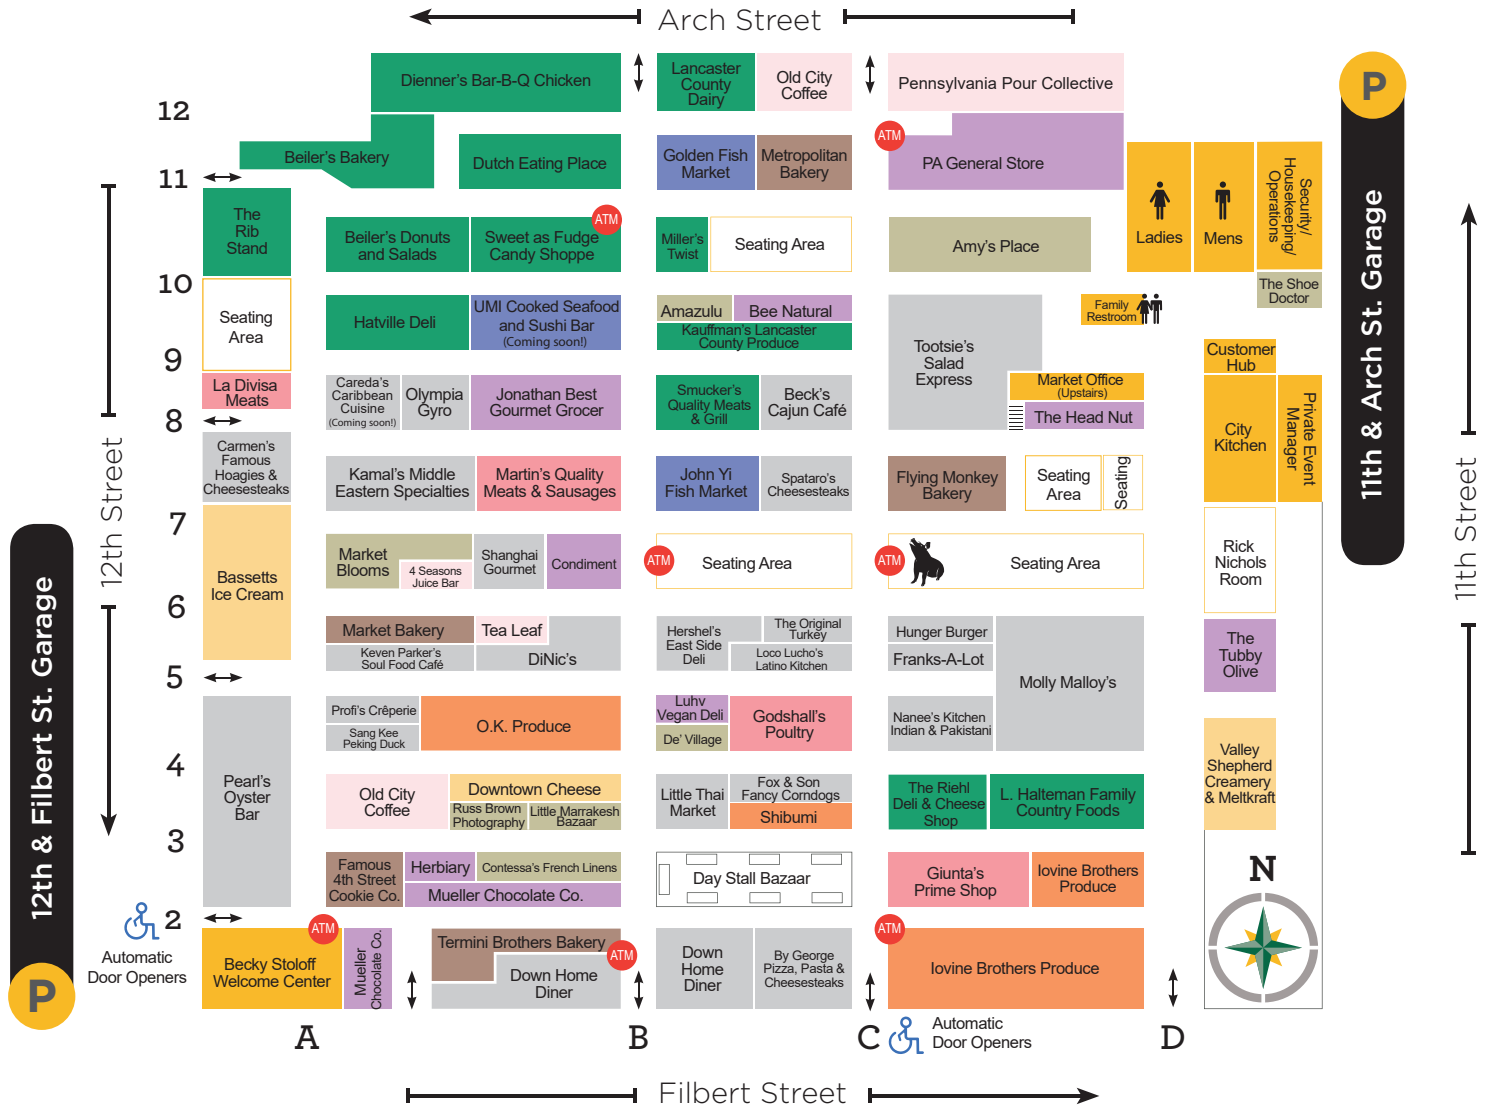 Arch Street
12
Dienner's Bar-B-Q Chicken
Lancaster
County
Dairy
Old City
Coffee
Pennsylvania Pour Collective
P
11th & Arch St. Garage
Beiler's Bakery
Dutch Eating Place
Golden Fish
Market
Metropolitan
Bakery
ATM
PA General Store
11
The
Rib
Stand
Beiler's Donuts
and Salads
Sweet as Fudge
Candy Shoppe
ATM
Miller's
Twist
Seating Area
Amy's Place
Ladies
Mens
Security/
Housekeeping/
Operations
The Shoe
Doctor
10
Seating
Area
Hatville Deli
UMI Cooked Seafood
and Sushi Bar
(Coming soon!)
Amazulu
Bee Natural
Kauffman's Lancaster
County Produce
Tootsie's
Salad
Express
Family
Restroom
Customer
Hub
9
La Divisa
Meats
Careda's
Caribbean
Cuisine
(Coming soon!)
Olympia
Gyro
Jonathan Best
Gourmet Grocer
Smucker's
Quality Meats
& Grill
Beck's
Cajun Café
Market Office
(Upstairs)
The Head Nut
City
Kitchen
Private Event
Manager
8
Carmen's
Famous
Hoagies &
Cheesesteaks
Kamal's Middle
Eastern Specialties
Martin's Quality
Meats & Sausages
John Yi
Fish Market
Spataro's
Cheesesteaks
Flying Monkey
Bakery
Seating
Area
Seating
12th Street
11th Street
7
Bassetts
Ice Cream
Market
Blooms
4 Seasons
Juice Bar
Shanghai
Gourmet
Condiment
ATM
Seating Area
ATM
Seating Area
Rick
Nichols
Room
6
Market Bakery
Tea Leaf
Keven Parker's
Soul Food Café
DiNic's
Hershel's
East Side
Deli
The Original
Turkey
Loco Lucho's
Latino Kitchen
Hunger Burger
Franks-A-Lot
Molly Malloy's
The
Tubby
Olive
5
12th & Filbert St. Garage
P
Pearl's
Oyster
Bar
Profi's Crêperie
Sang Kee
Peking Duck
O.K. Produce
Luhv
Vegan Deli
De' Village
Godshall's
Poultry
Nanee's Kitchen
Indian & Pakistani
Valley
Shepherd
Creamery
& Meltkraft
4
Old City
Coffee
Downtown Cheese
Russ Brown
Photography
Little Marrakesh
Bazaar
Little Thai
Market
Fox & Son
Fancy Corndogs
Shibumi
The Riehl
Deli & Cheese
Shop
L. Halteman Family
Country Foods
3
Famous
4th Street
Cookie Co.
Herbiary
Contessa's French Linens
Mueller Chocolate Co.
Day Stall Bazaar
Giunta's
Prime Shop
Iovine Brothers
Produce
N
2
Automatic
Door Openers
Becky Stoloff
Welcome Center
ATM
Mueller
Chocolate Co.
Termini Brothers Bakery
Down Home
Diner
ATM
Down
Home
Diner
By George
Pizza, Pasta &
Cheesesteaks
ATM
Iovine Brothers Produce
A
B
C
Automatic
Door Openers
D
Filbert Street